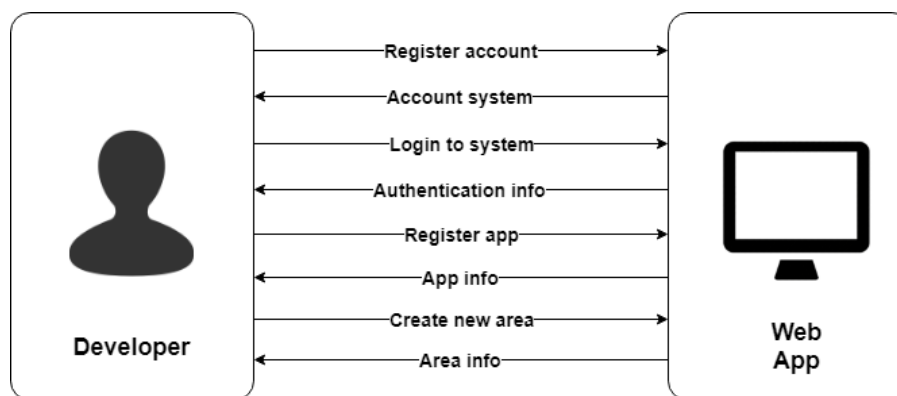 Register account
Account system
Login to system
Authentication info
Register app
App info
Create new area
Area info
Developer
Web
App